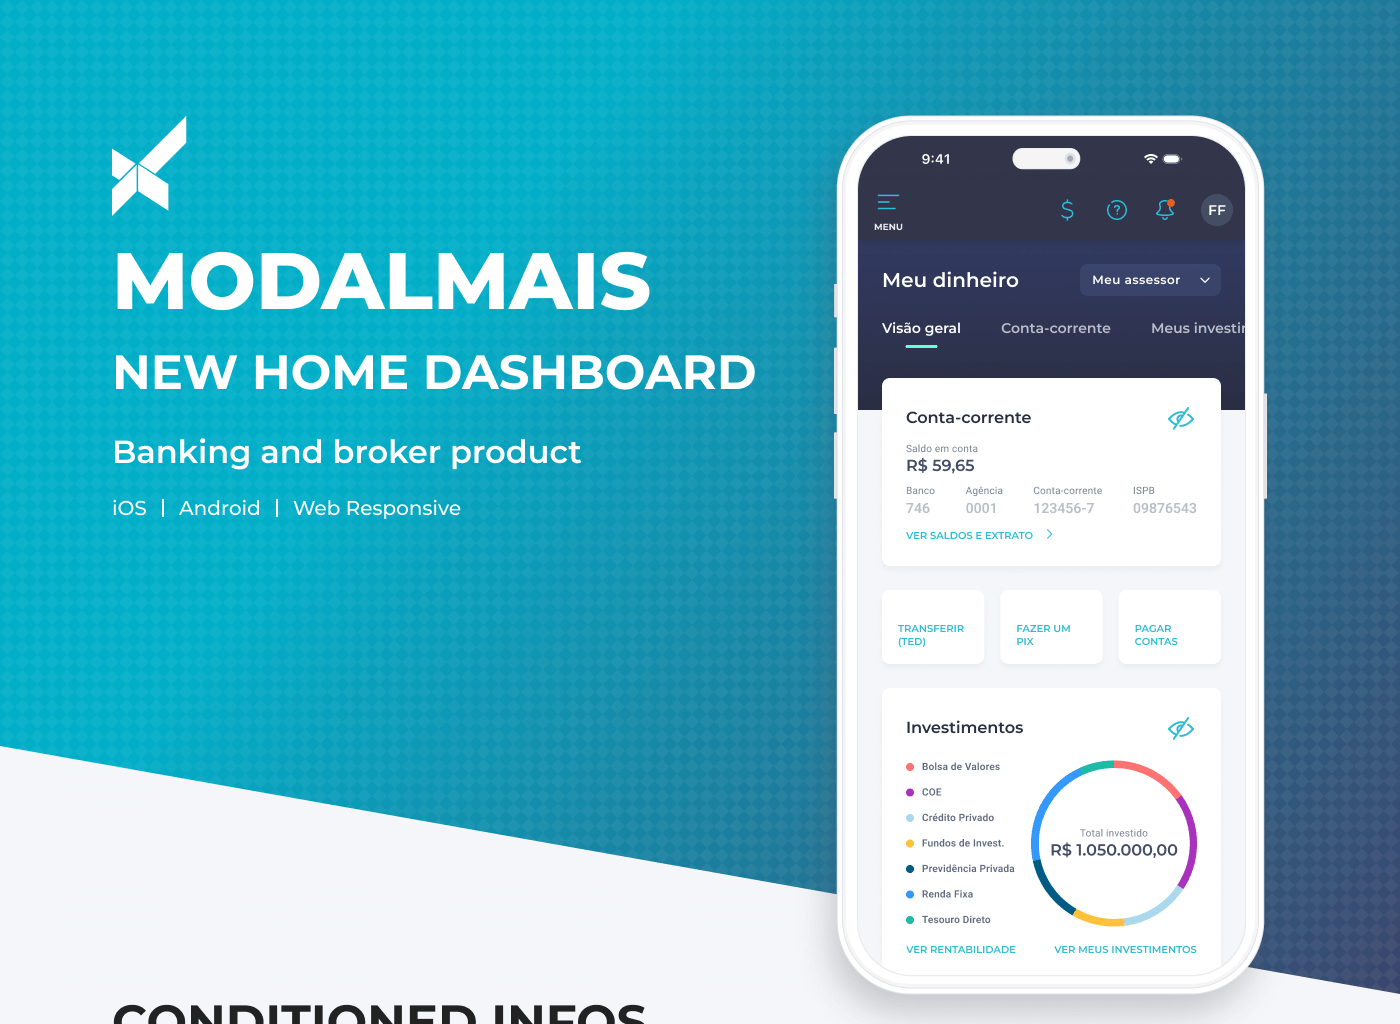 MODALMAIS
NEW HOME DASHBOARD
Banking and broker product
iOS | Android | Web Responsive
9:41
MENU
FF
Meu dinheiro
Meu assessor
Visão geral
Conta-corrente
Meus investir
Conta-corrente
Saldo em conta
R$ 59,65
Banco
Agência
Conta-corrente
ISPB
746
0001
123456-7
09876543
VER SALDOS E EXTRATO
TRANSFERIR
(TED)
FAZER UM
PIX
PAGAR
CONTAS
Investimentos
Bolsa de Valores
COE
Crédito Privado
Fundos de Invest.
Previdência Privada
Renda Fixa
Tesouro Direto
Total investido
R$ 1.050.000,00
VER RENTABILIDADE
VER MEUS INVESTIMENTOS
CONDITIONED INFOS